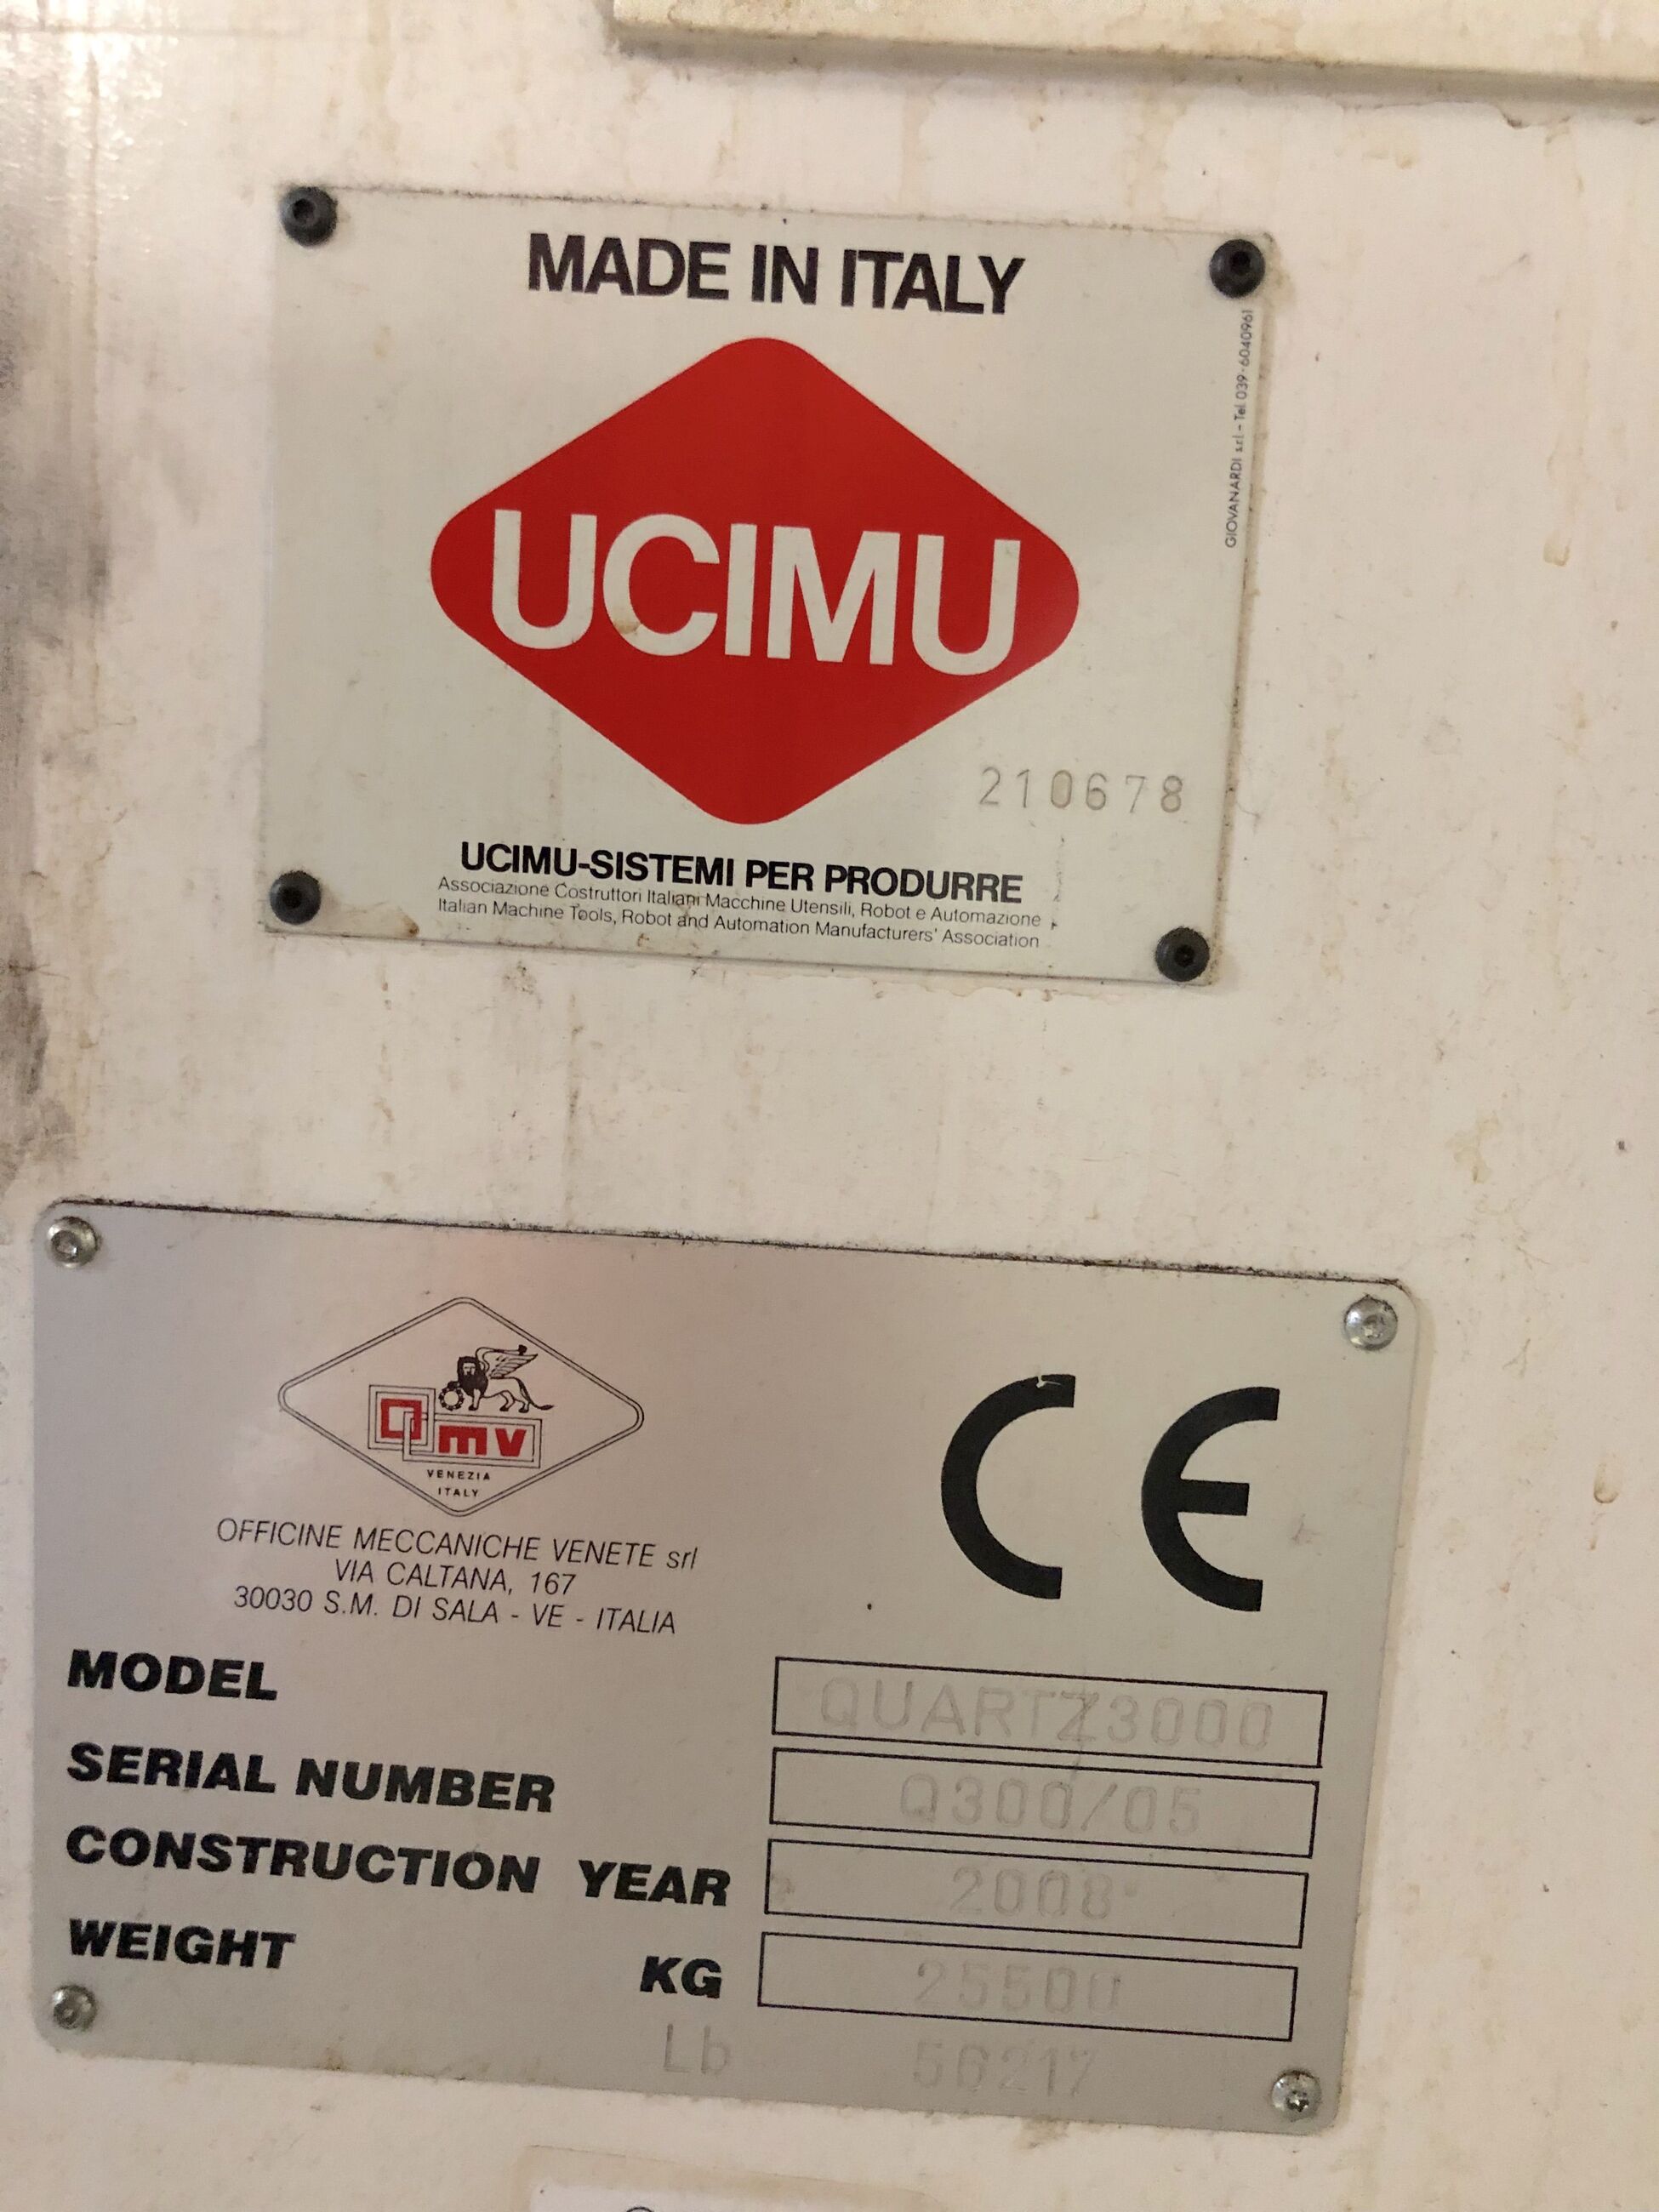 MADE IN ITALY
GIOVANARDI s.r.l. - Tel. 039-6040961
UCIMU
210678
UCIMU-SISTEMI PER PRODURRE
Associazione Costruttori Italiani Macchine Utensili, Robot e Automazione
Italian Machine Tools, Robot and Automation Manufacturers' Association
omv
VENEZIA
ITALY
CE
OFFICINE MECCANICHE VENETE srl
VIA CALTANA, 167
30030 S.M. DI SALA - VE - ITALIA
MODEL QUARTZ3000
SERIAL NUMBER Q300/05
CONSTRUCTION YEAR 2008
WEIGHT KG 25500
Lb 56217